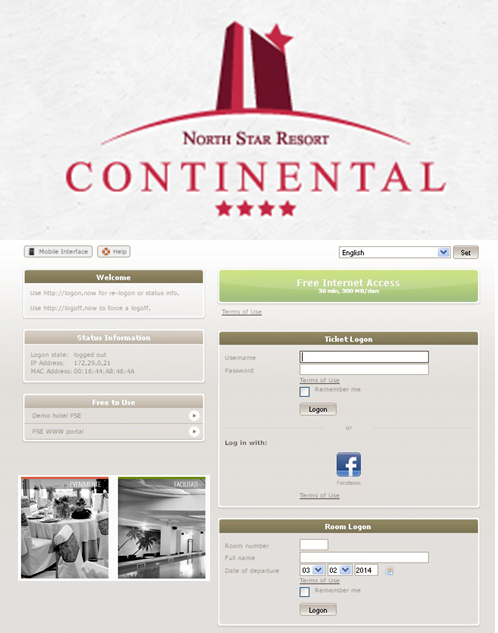 NORTH STAR RESORT
CONTINENTAL
Mobile Interface
Help
English
Set
Welcome
Use http://logon.now for re-logon or status info.
Use http://logoff.now to force a logoff.
Status Information
Logon state: logged out
IP Address: 172.29.0.21
MAC Address: 00:16:44:A8:46:4A
Free to Use
Demo hotel PSE
PSE WWW portal
EVENIMENTE
FACILITATI
Free Internet Access
30 min, 300 MB/dan
Terms of Use
Ticket Logon
Username
Password
Terms of Use
Remember me
Logon
or
Log in with:
f
Facebook
Terms of Use
Room Logon
Room number
Full name
Date of departure 03 02 2014
Terms of Use
Remember me
Logon